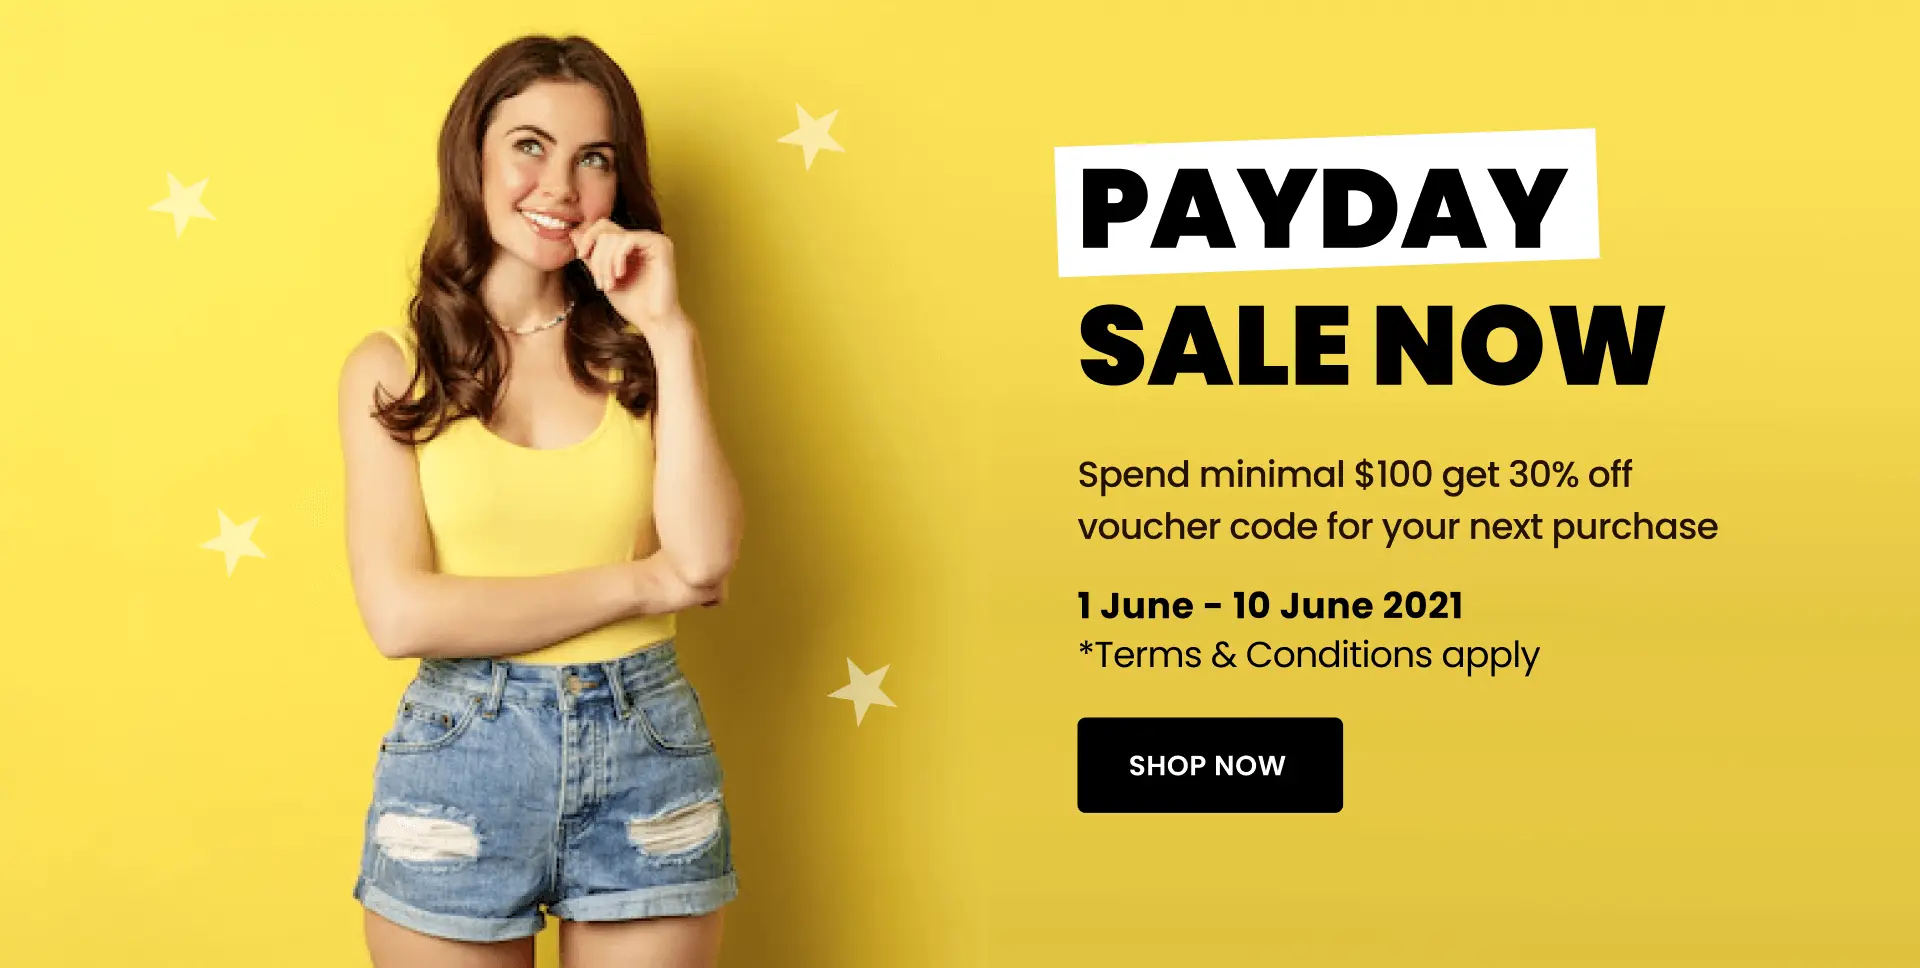 PAYDAY
SALE NOW
Spend minimal $100 get 30% off
voucher code for your next purchase
1 June - 10 June 2021
*Terms & Conditions apply
SHOP NOW